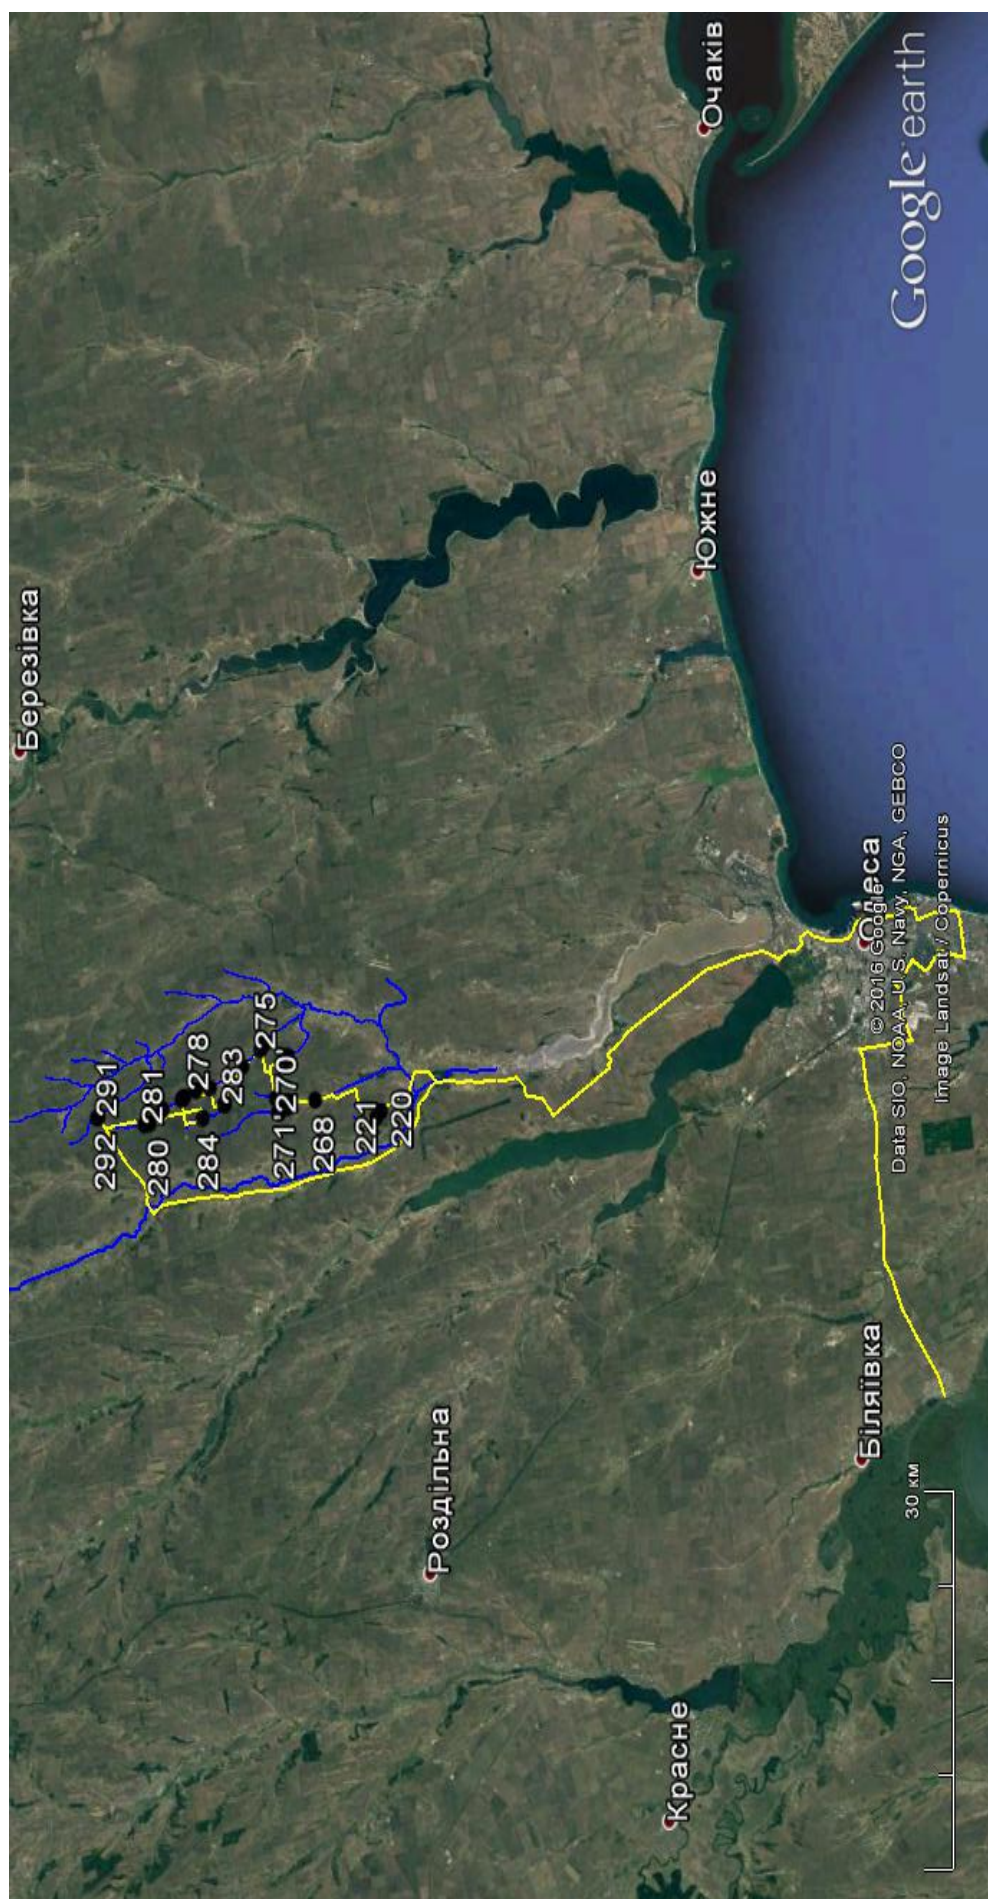 Березівка
292
291
280
281
278
284
283
275
271
270
268
221
220
Роздільна
Красне
Южне
Очаків
Біляївка
Одеса
© 2016 Google
Data SIO, NOAA, U.S. Navy, NGA, GEBCO
Image Landsat / Copernicus
30 км
Google earth